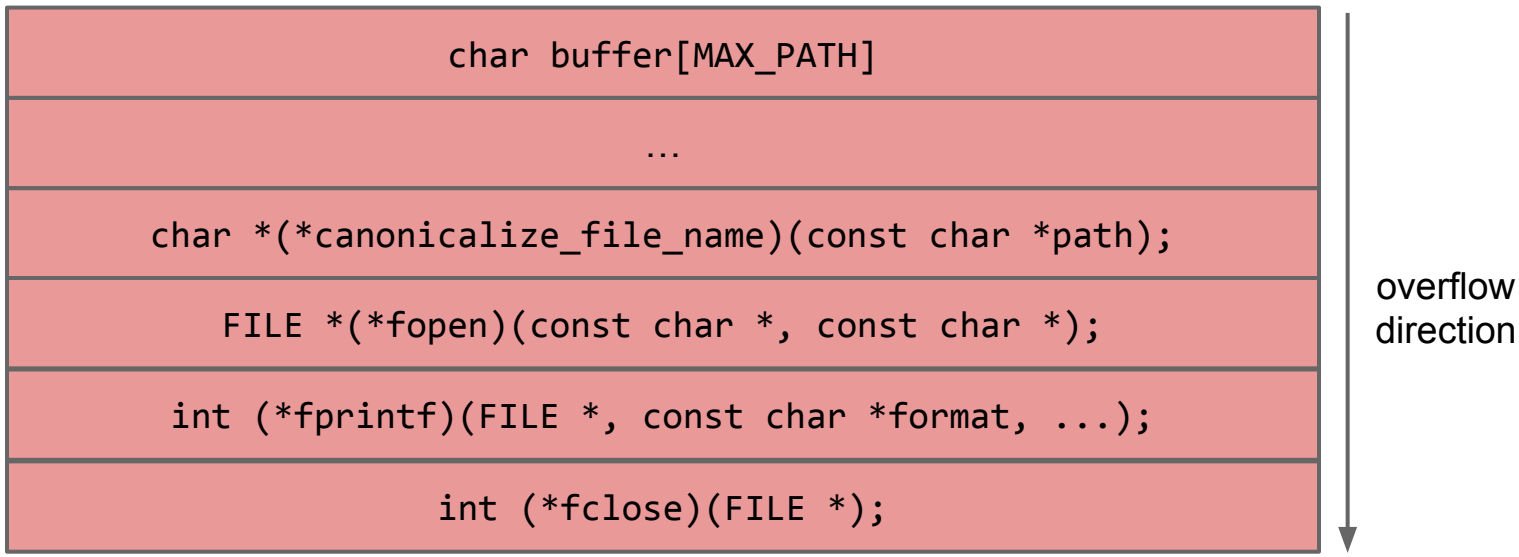 char buffer[MAX_PATH]
…
char *(*canonicalize_file_name)(const char *path);
FILE *(*fopen)(const char *, const char *);
int (*fprintf)(FILE *, const char *format, ...);
int (*fclose)(FILE *);
overflow
direction